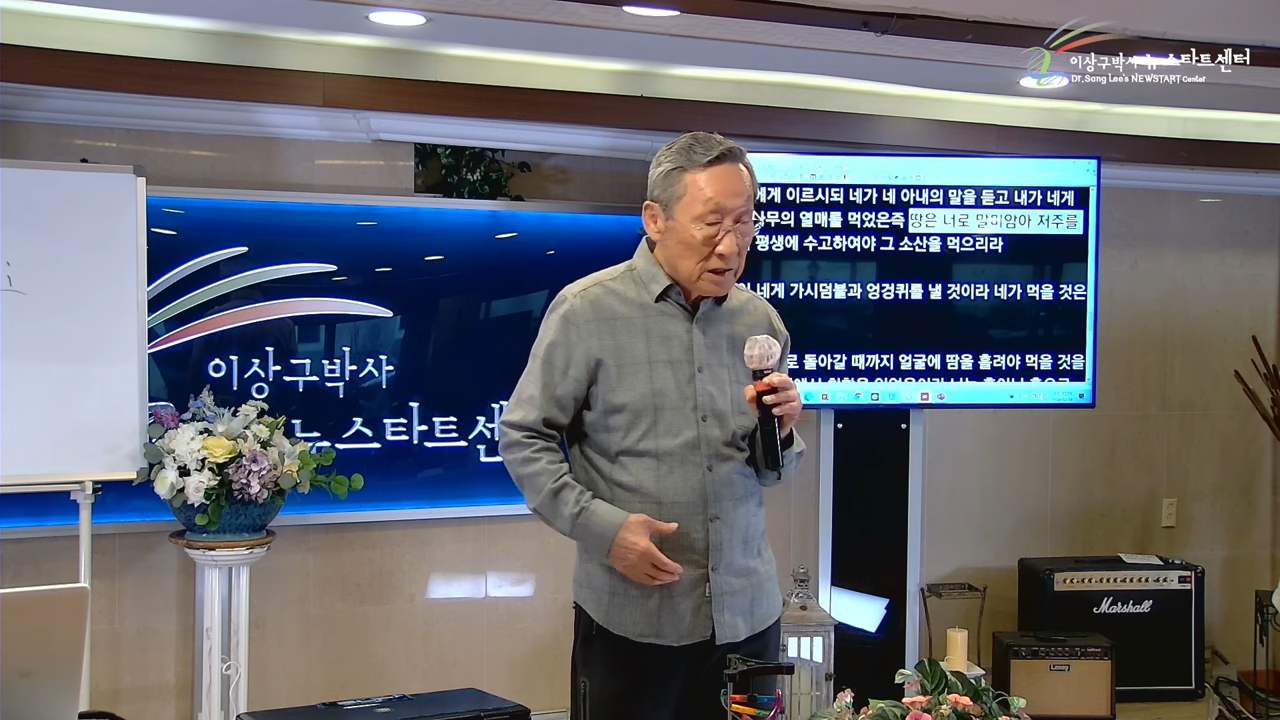 이상구박사 뉴스타트센터
Dr. Sang Lee's NEWSTART Center
에게 이르시되 네가 네 아내의 말을 듣고 내가 네게
나무의 열매를 먹었은즉 땅은 너로 말미암아 저주를
평생에 수고하여야 그 소산을 먹으리라
네게 가시덤불과 엉겅퀴를 낼 것이라 네가 먹을 것은
로 돌아갈 때까지 얼굴에 땀을 흘려야 먹을 것을
이상구박사
뉴스타트센
Marshall
Laney